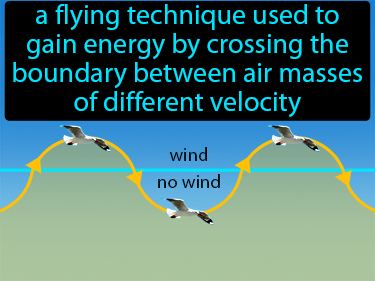 a flying technique used to
gain energy by crossing the
boundary between air masses
of different velocity
wind
no wind